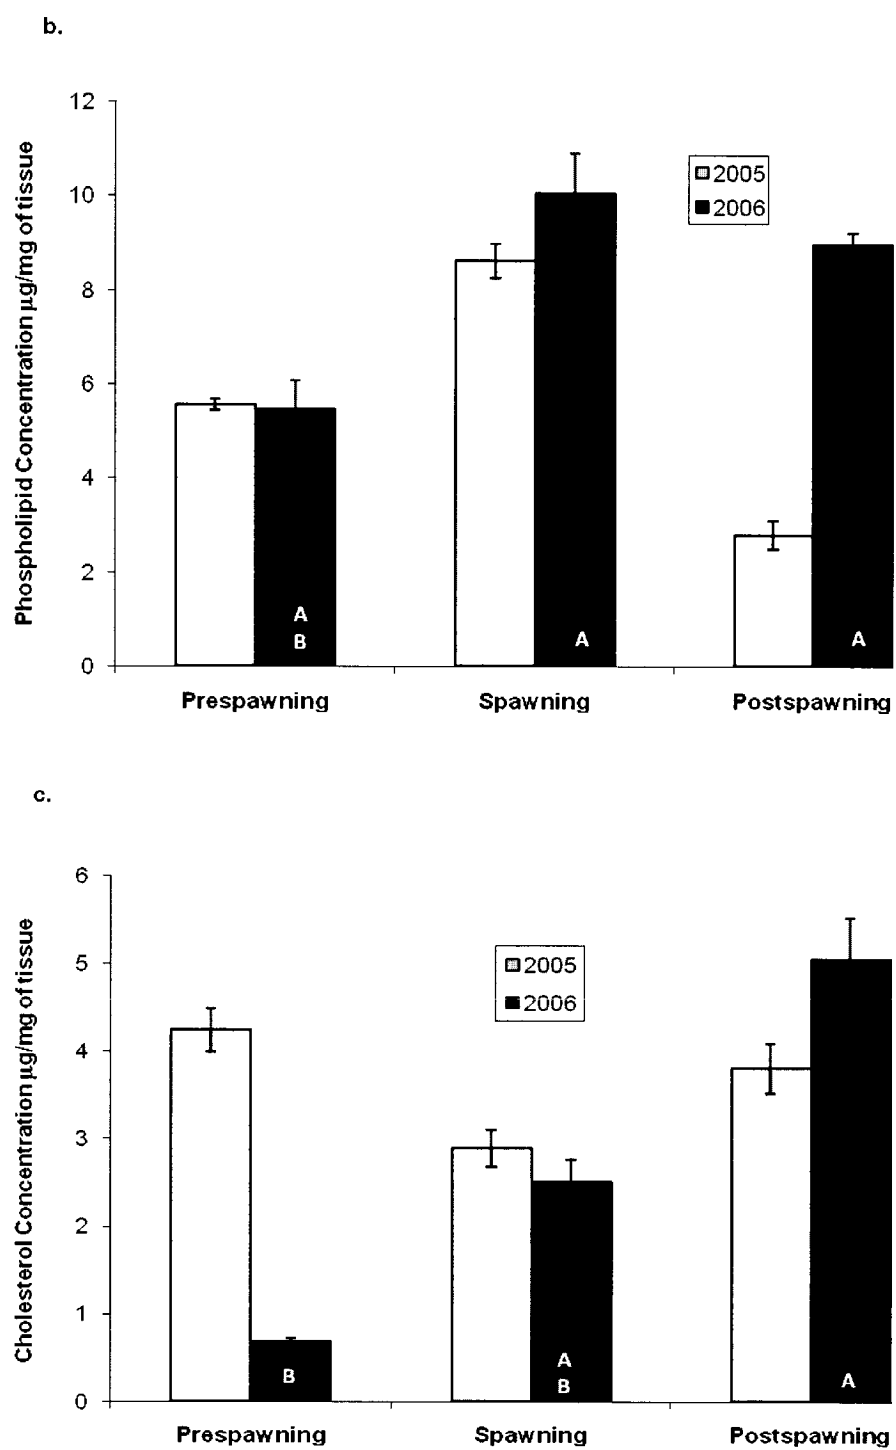 b.
Phospholipid Concentration µg/mg of tissue
12
10
8
6
4
2
0
2005
2006
A
B
A
A
Prespawning
Spawning
Postspawning
c.
Cholesterol Concentration µg/mg of tissue
6
5
4
3
2
1
0
2005
2006
B
A
B
A
Prespawning
Spawning
Postspawning